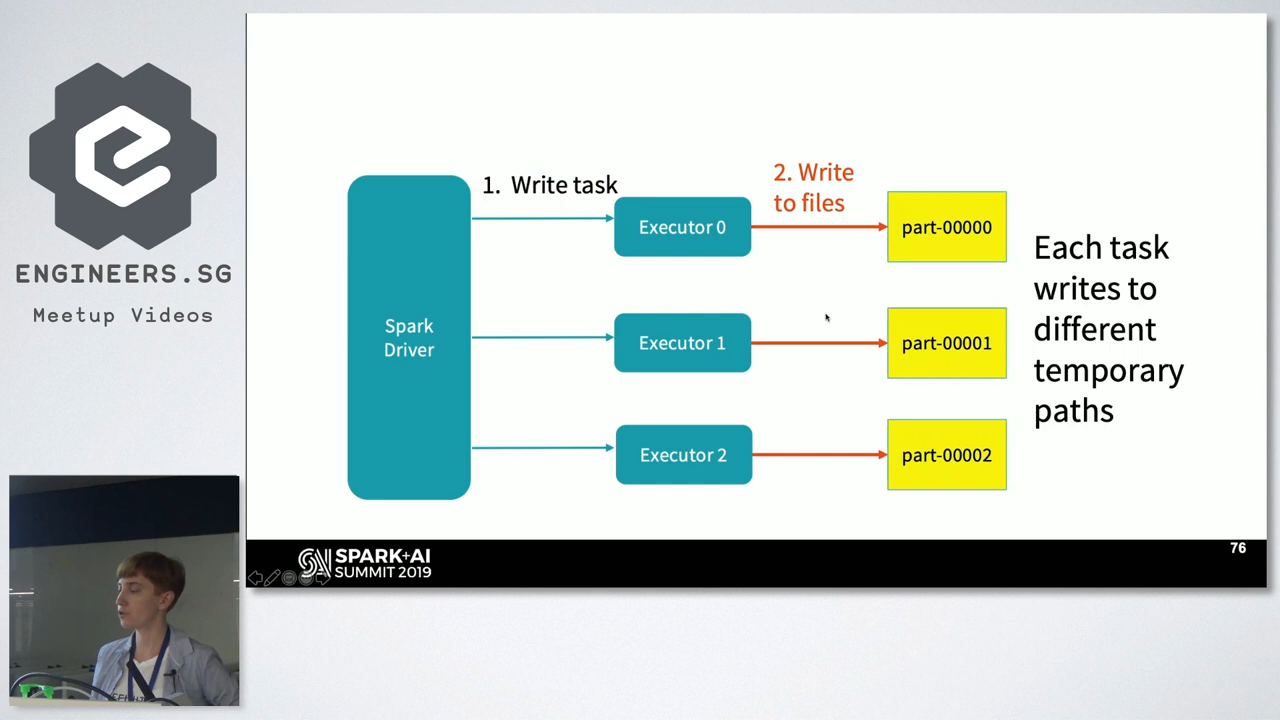 ENGINEERS.SG
Meetup Videos
1. Write task
2. Write
to files
Spark
Driver
Executor 0
part-00000
Executor 1
part-00001
Executor 2
part-00002
Each task
writes to
different
temporary
paths
SPARK+AI
SUMMIT 2019
76